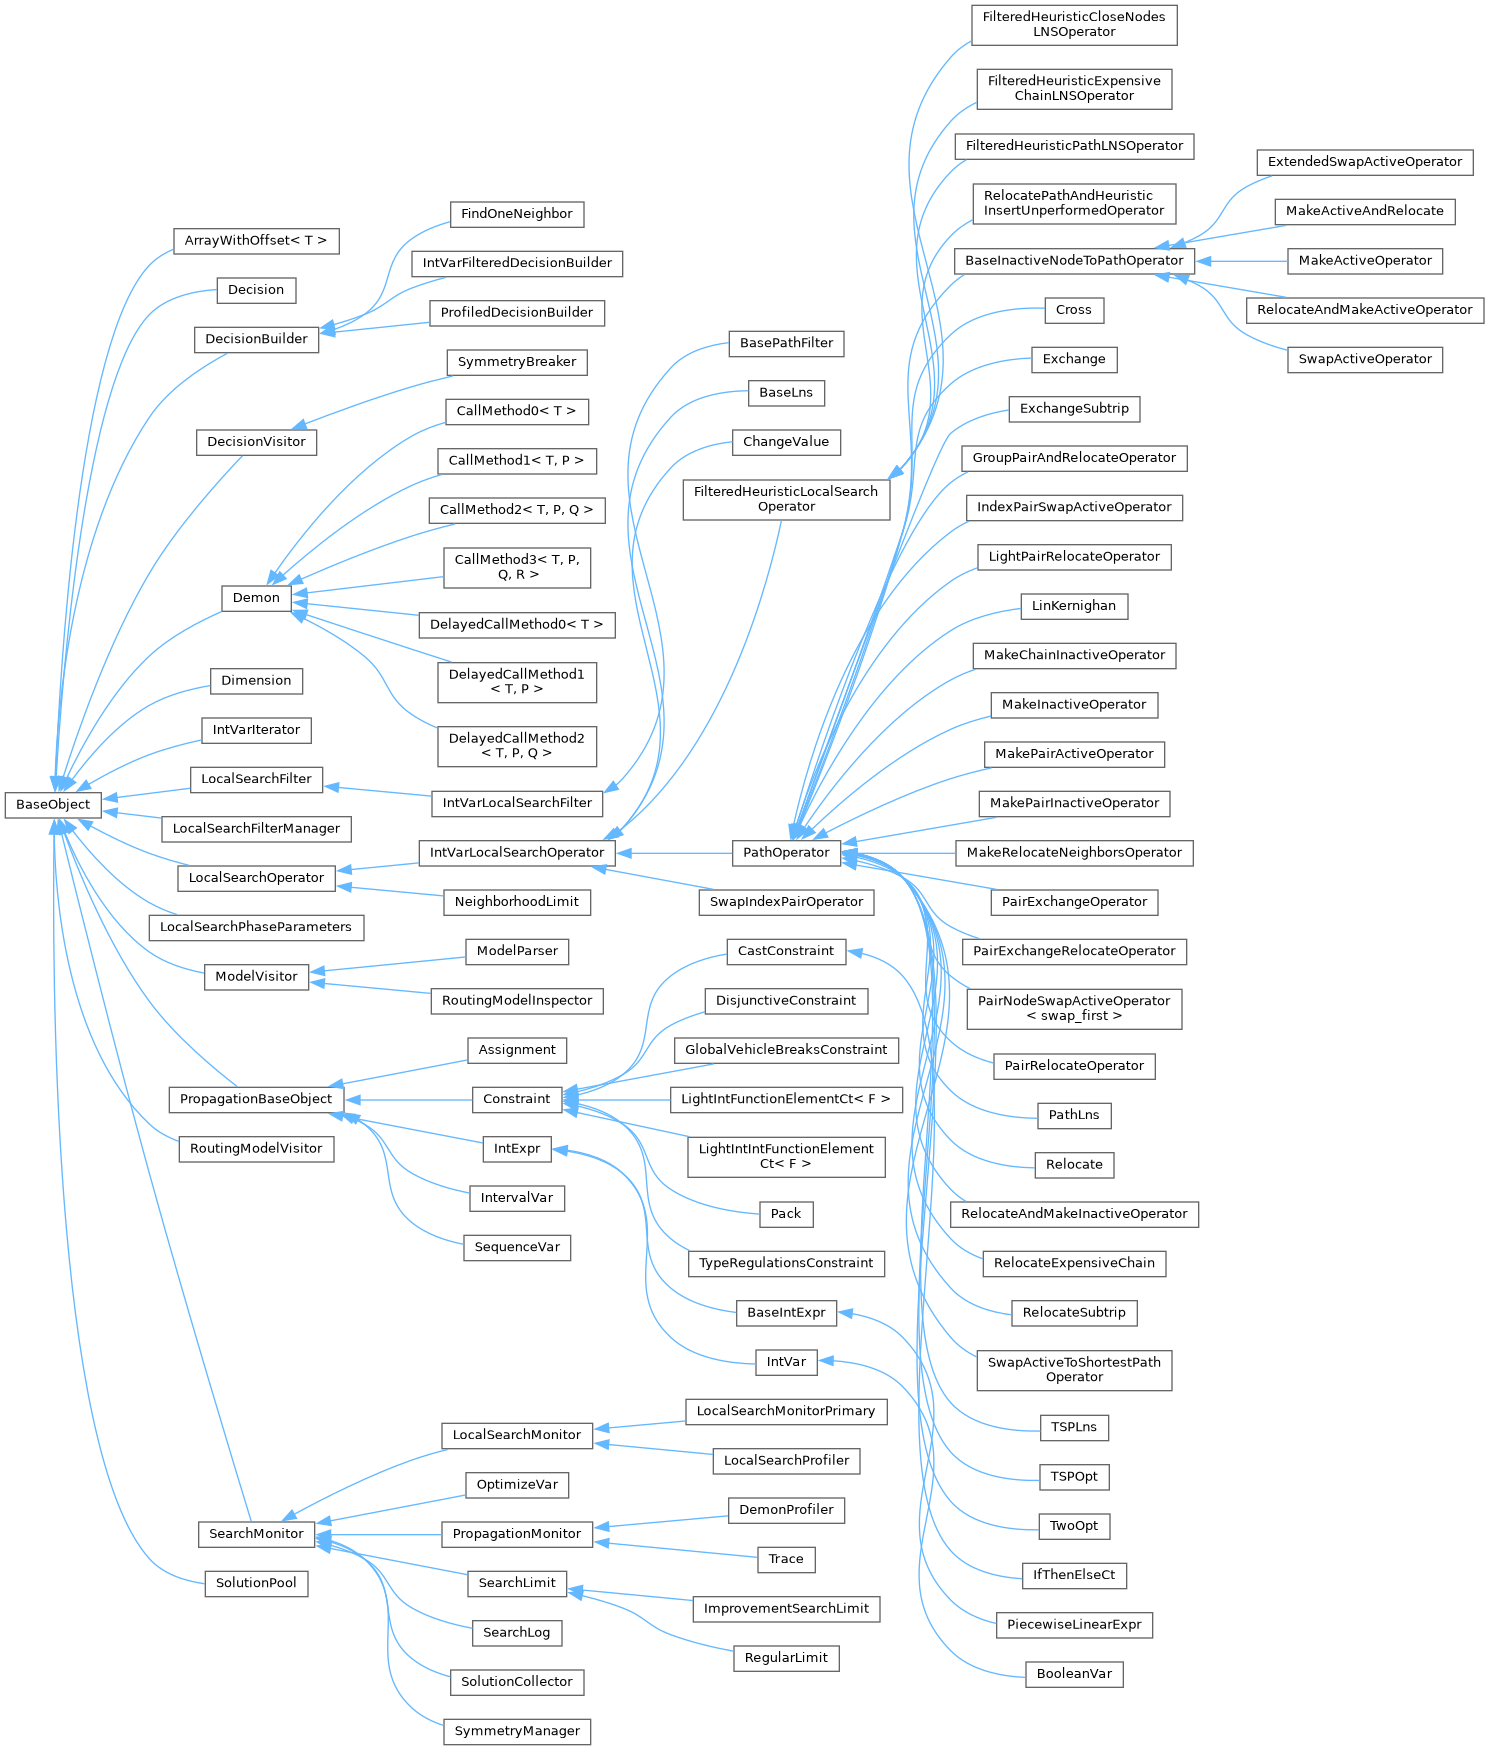 FilteredHeuristicCloseNodes
LNSOperator
FilteredHeuristicExpensive
ChainLNSOperator
FilteredHeuristicPathLNSOperator
ExtendedSwapActiveOperator
RelocatePathAndHeuristic
InsertUnperformedOperator
MakeActiveAndRelocate
FindOneNeighbor
ArrayWithOffset< T >
IntVarFilteredDecisionBuilder
BaseInactiveNodeToPathOperator
MakeActiveOperator
Decision
ProfiledDecisionBuilder
Cross
RelocateAndMakeActiveOperator
DecisionBuilder
BasePathFilter
Exchange
SwapActiveOperator
SymmetryBreaker
BaseLns
CallMethod0< T >
ExchangeSubtrip
DecisionVisitor
ChangeValue
CallMethod1< T, P >
GroupPairAndRelocateOperator
FilteredHeuristicLocalSearch
Operator
CallMethod2< T, P, Q >
IndexPairSwapActiveOperator
CallMethod3< T, P,
Q, R >
LightPairRelocateOperator
Demon
LinKernighan
DelayedCallMethod0< T >
MakeChainInactiveOperator
Dimension
DelayedCallMethod1
< T, P >
MakeInactiveOperator
IntVarIterator
DelayedCallMethod2
< T, P, Q >
MakePairActiveOperator
LocalSearchFilter
BaseObject
IntVarLocalSearchFilter
MakePairInactiveOperator
LocalSearchFilterManager
IntVarLocalSearchOperator
PathOperator
MakeRelocateNeighborsOperator
LocalSearchOperator
NeighborhoodLimit
SwapIndexPairOperator
PairExchangeOperator
LocalSearchPhaseParameters
ModelParser
CastConstraint
PairExchangeRelocateOperator
ModelVisitor
RoutingModelInspector
DisjunctiveConstraint
PairNodeSwapActiveOperator
< swap_first >
Assignment
GlobalVehicleBreaksConstraint
PairRelocateOperator
PropagationBaseObject
Constraint
LightIntFunctionElementCt< F >
PathLns
RoutingModelVisitor
IntExpr
LightIntIntFunctionElement
Ct< F >
Relocate
IntervalVar
Pack
RelocateAndMakeInactiveOperator
SequenceVar
TypeRegulationsConstraint
RelocateExpensiveChain
BaseIntExpr
RelocateSubtrip
IntVar
SwapActiveToShortestPath
Operator
LocalSearchMonitorPrimary
LocalSearchMonitor
TSPLns
LocalSearchProfiler
OptimizeVar
TSPOpt
DemonProfiler
SearchMonitor
PropagationMonitor
TwoOpt
Trace
SolutionPool
SearchLimit
IfThenElseCt
ImprovementSearchLimit
SearchLog
PiecewiseLinearExpr
RegularLimit
SolutionCollector
BooleanVar
SymmetryManager